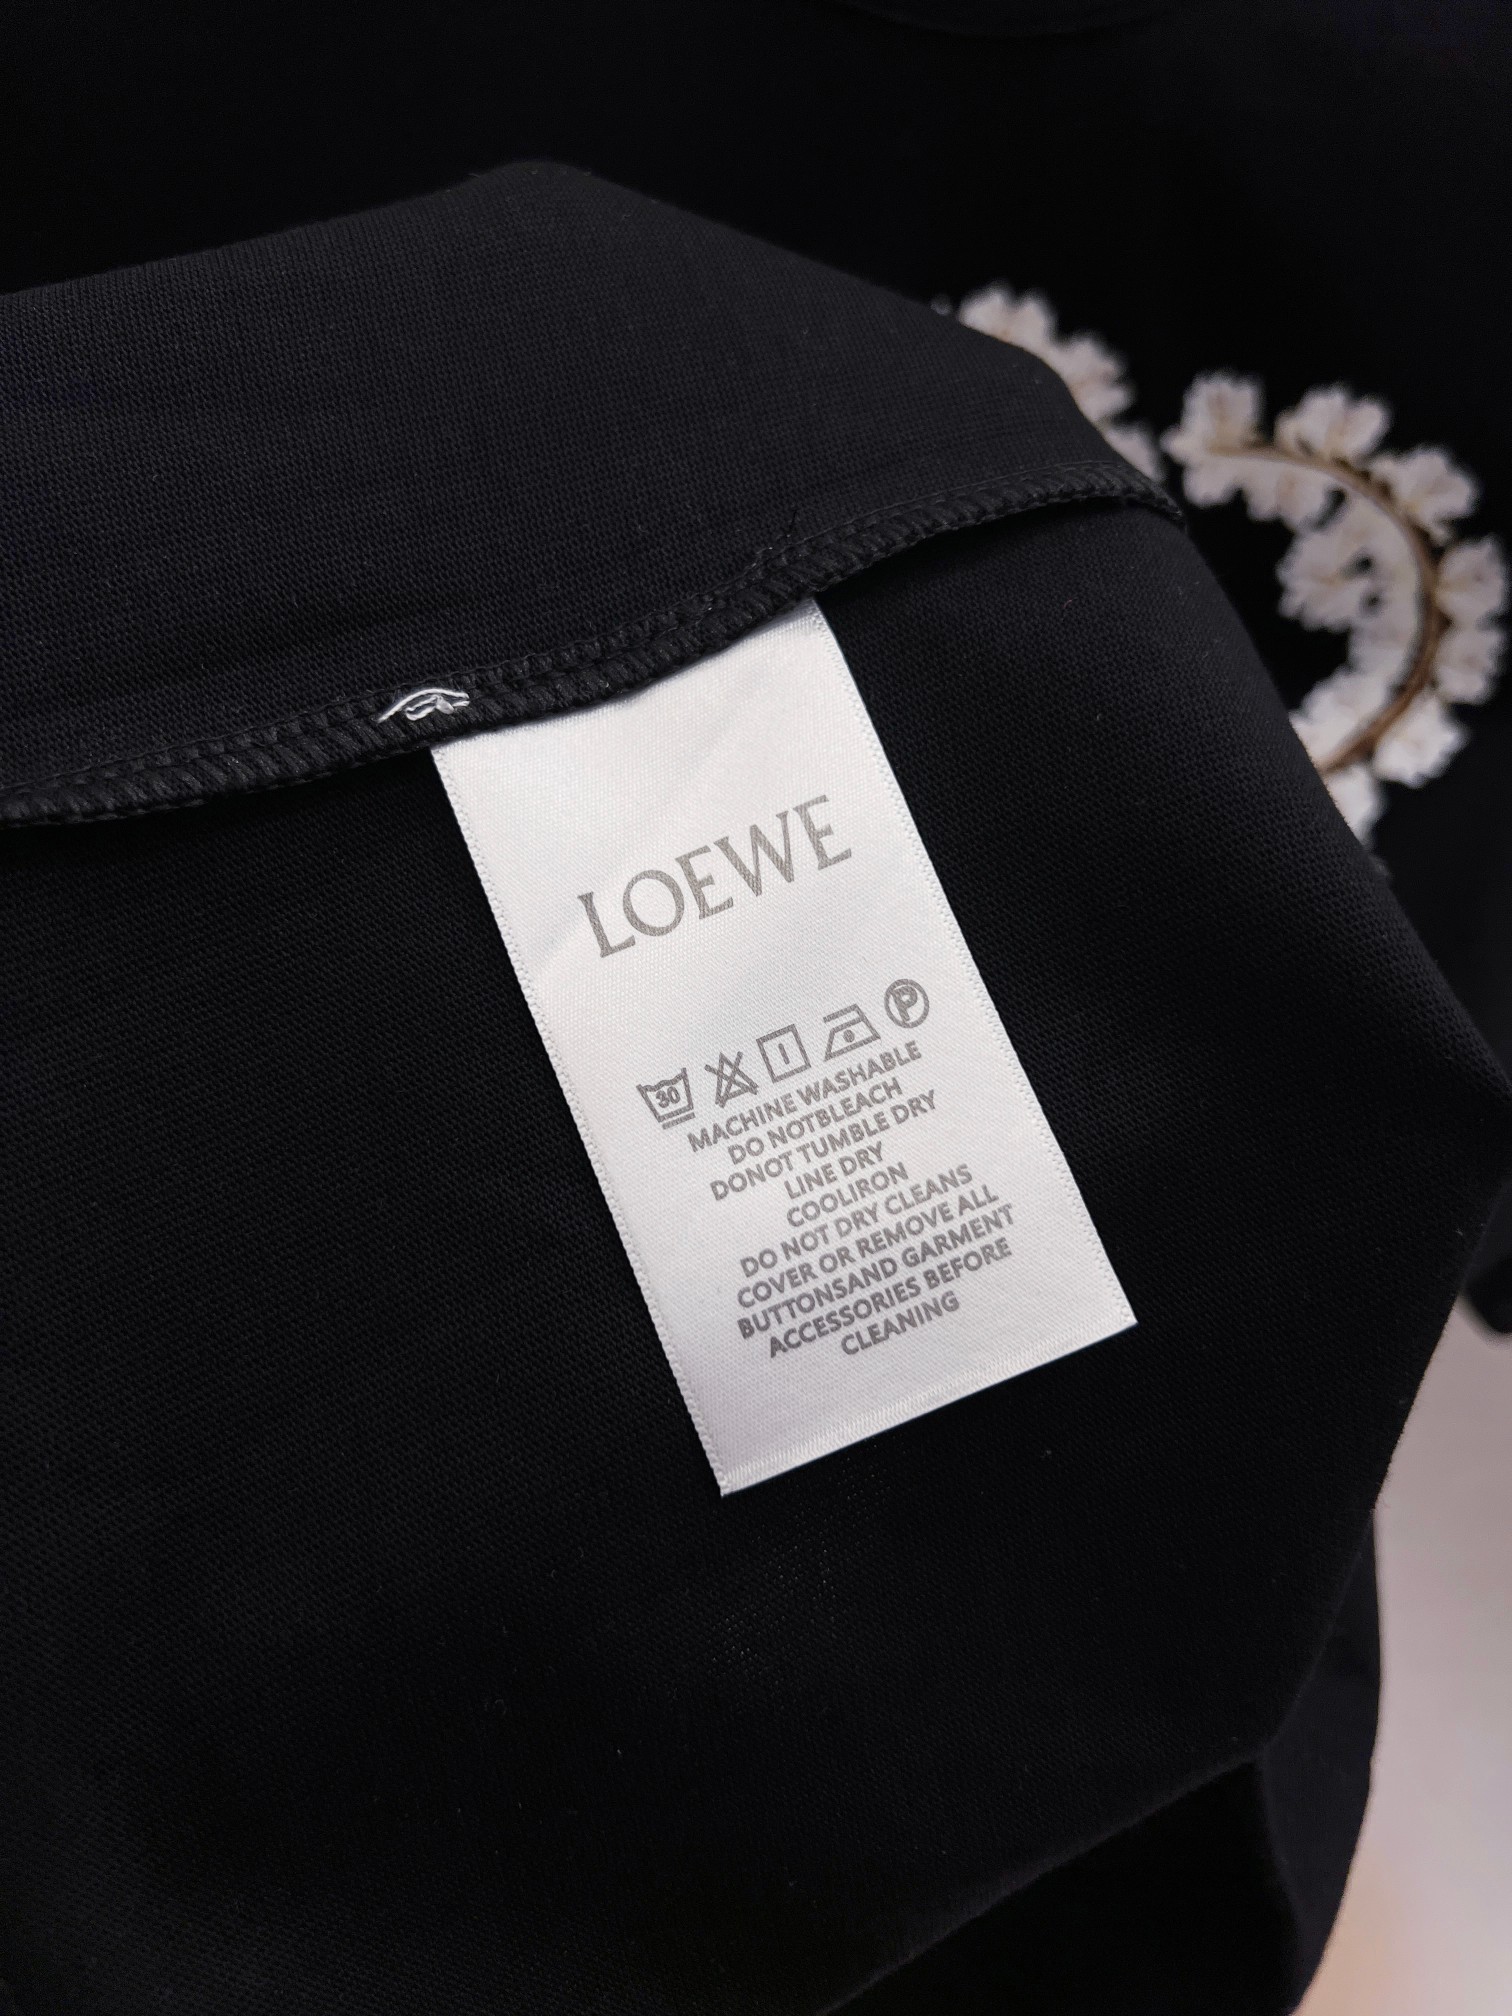 LOEWE
30 P
MACHINE WASHABLE
DO NOTBLEACH
DONOT TUMBLE DRY
LINE DRY
COOLIRON
DO NOT DRY CLEANS
COVER OR REMOVE ALL
BUTTONSAND GARMENT
ACCESSORIES BEFORE
CLEANING